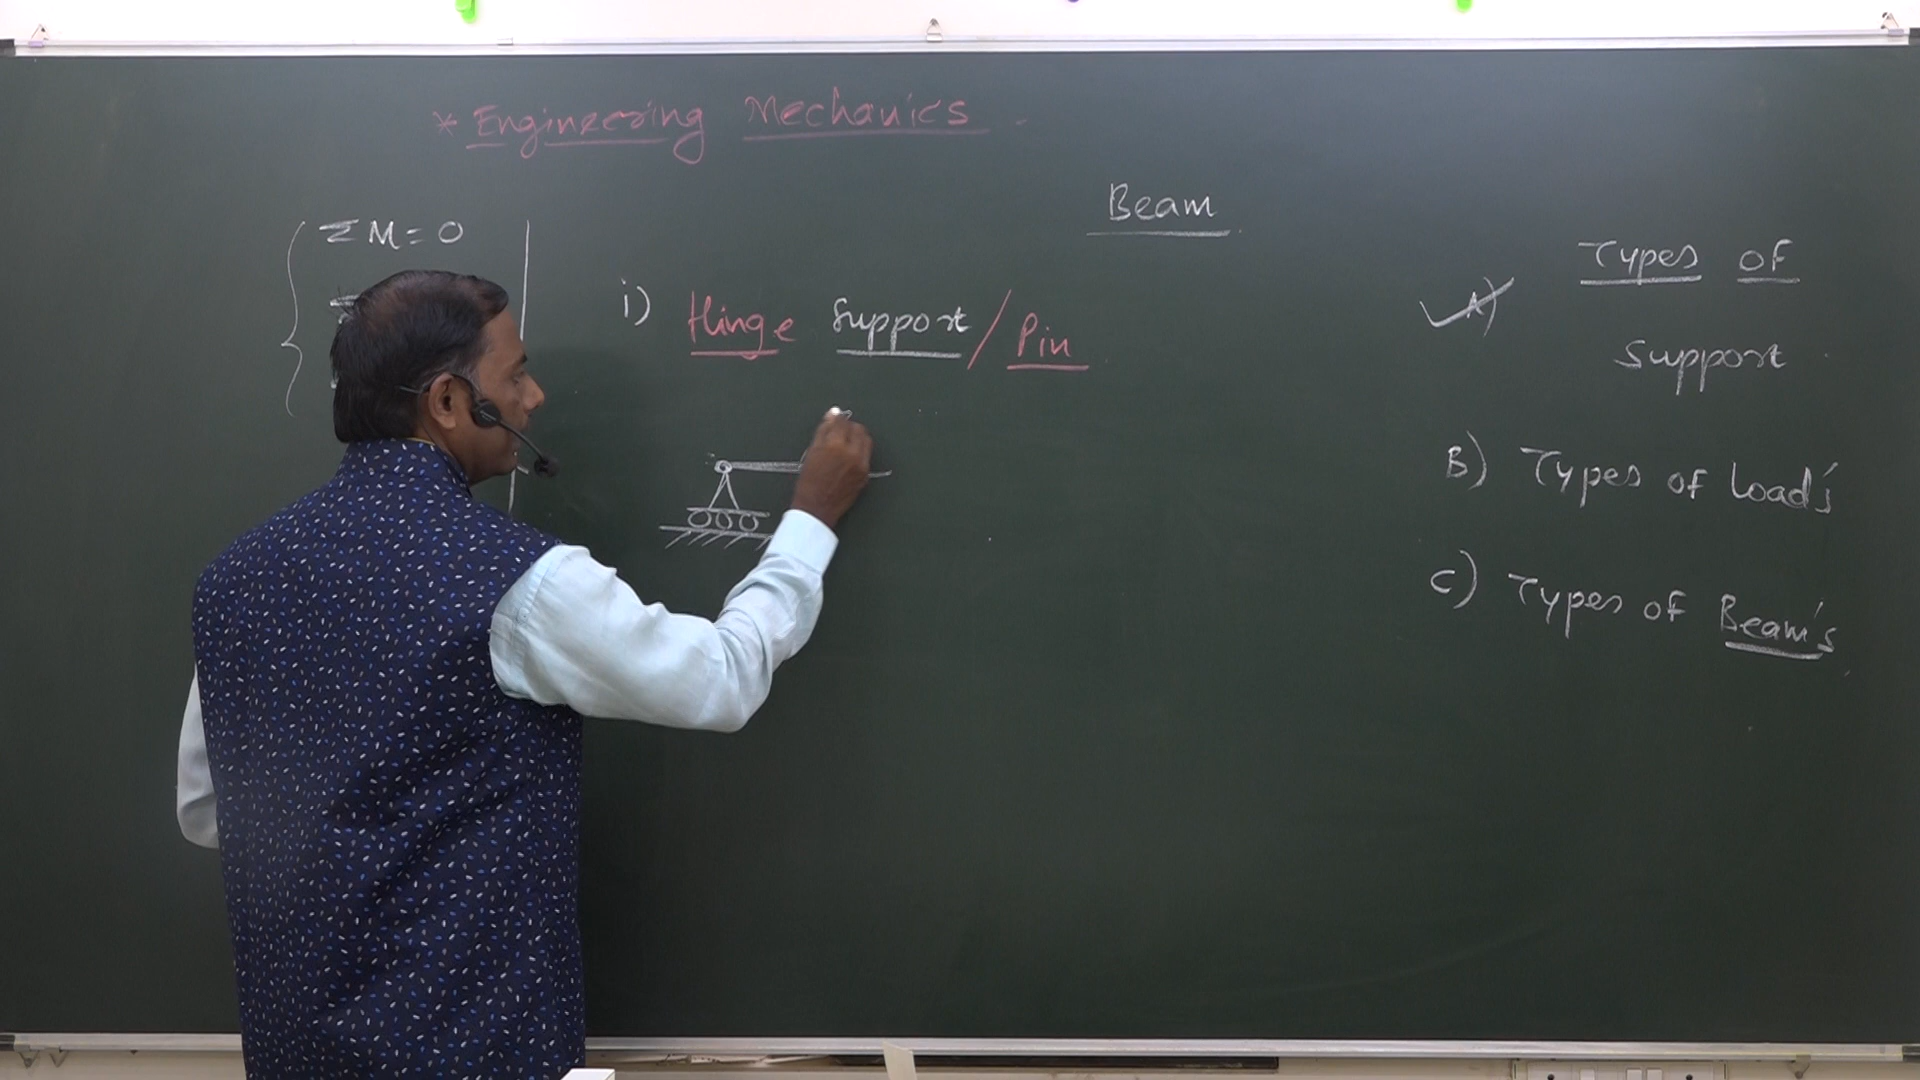 * Engineering Mechanics
Beam
ΣM=0
i) Hinge Support / Pin
A) Types of
Support
B) Types of Load's
C) Types of Beam's